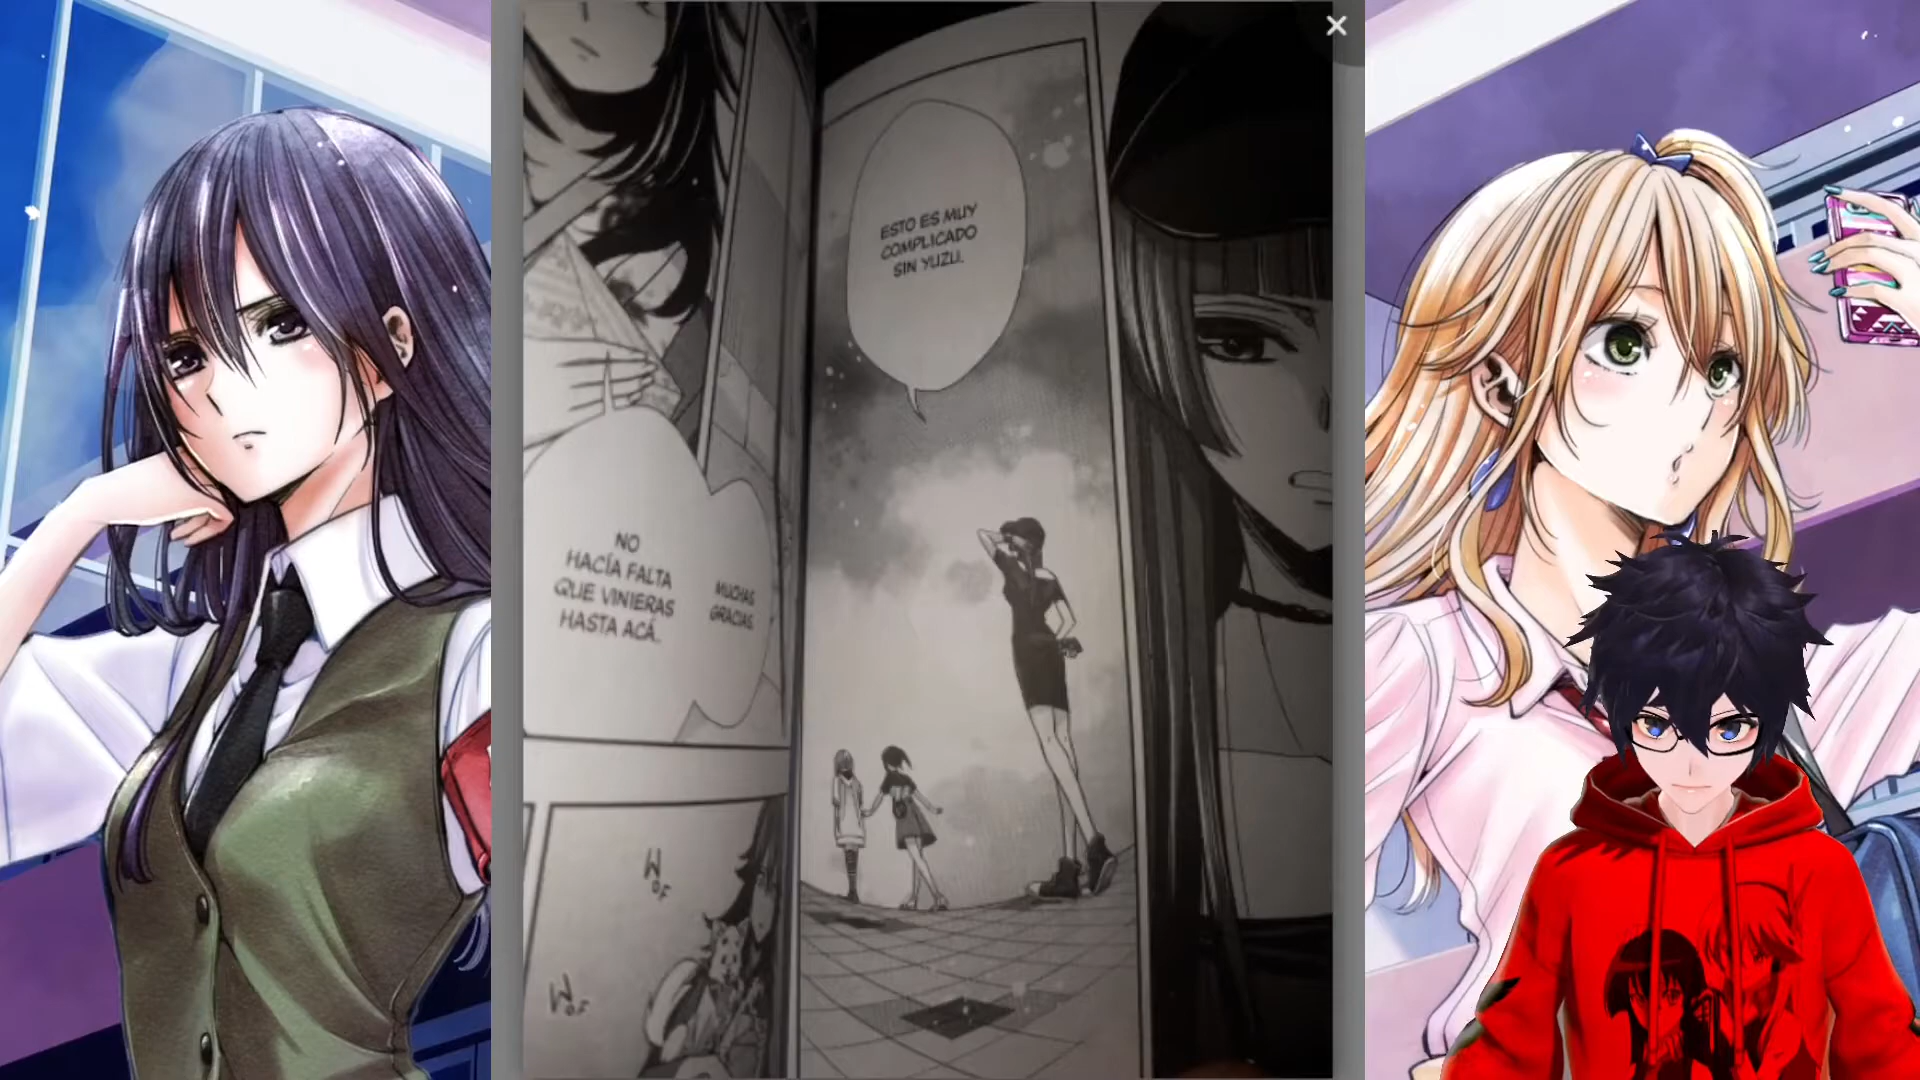 ESTO ES MUY
COMPLICADO
SIN YUZU.
MUCHAS
GRACIAS.
NO
HACÍA FALTA
QUE VINIERAS
HASTA ACÁ.
WOF
WOF